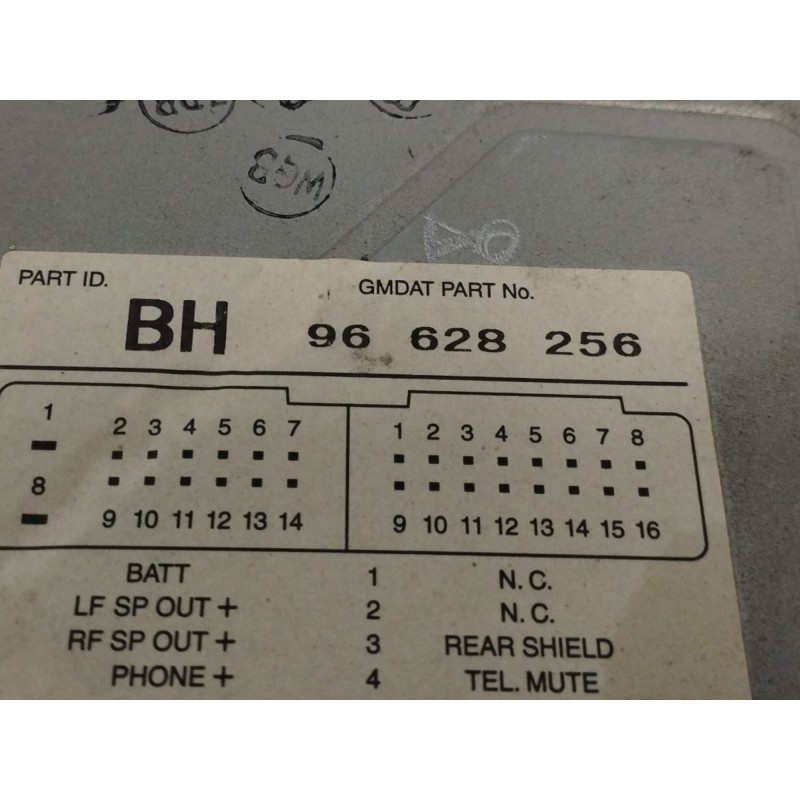 WG3
PART ID.
GMDAT PART No.
BH 96 628 256
1 2 3 4 5 6 7 1 2 3 4 5 6 7 8
8 9 10 11 12 13 14 9 10 11 12 13 14 15 16
BATT 1 N.C.
LF SP OUT + 2 N.C.
RF SP OUT + 3 REAR SHIELD
PHONE + 4 TEL. MUTE